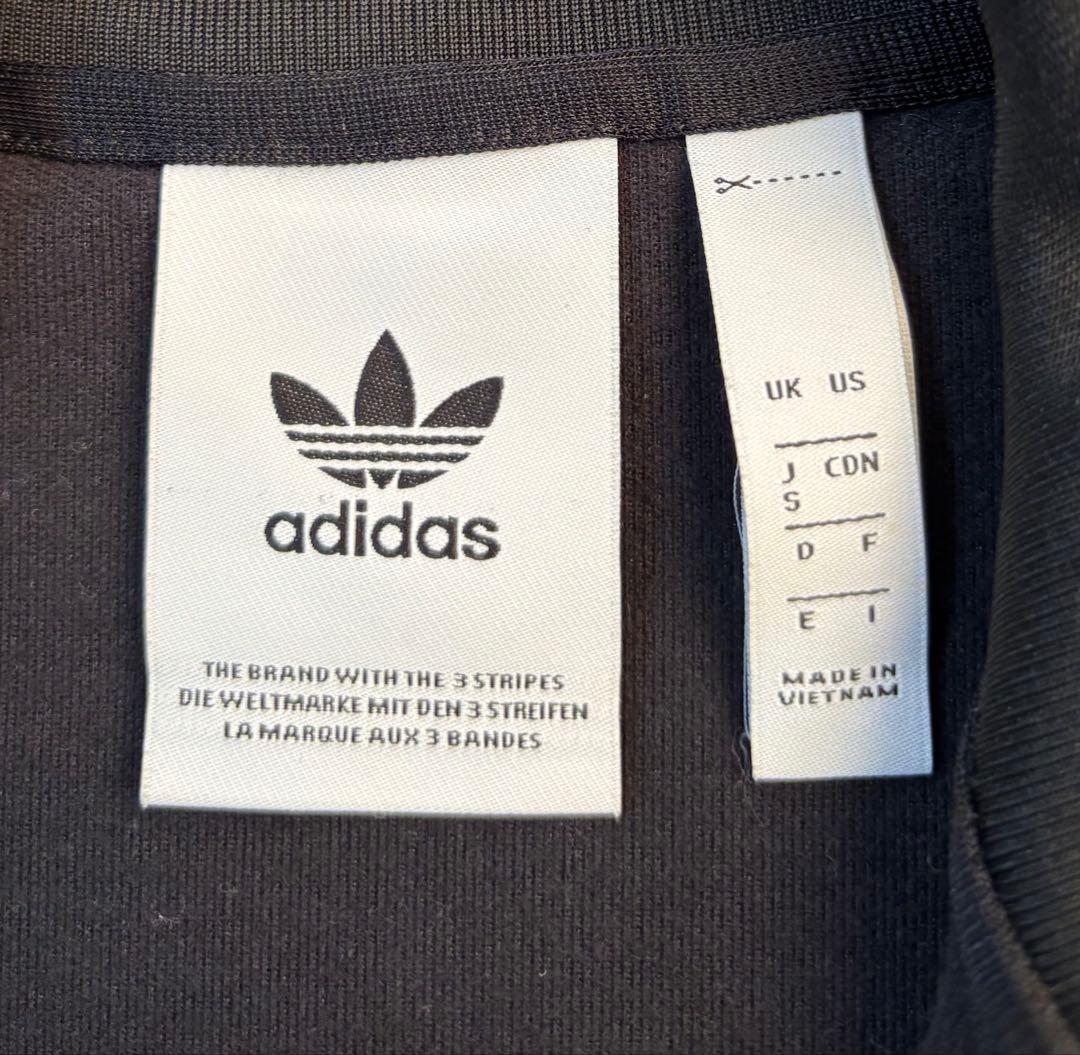 adidas
THE BRAND WITH THE 3 STRIPES
DIE WELTMARKE MIT DEN 3 STREIFEN
LA MARQUE AUX 3 BANDES
UK US
J CDN
S
D F
E I
MADE IN
VIETNAM